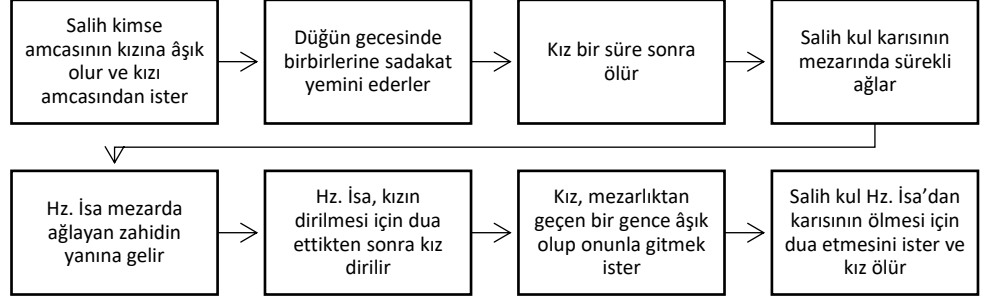 Salih kimse
amcasının kızına âşık
olur ve kızı
amcasından ister
Düğün gecesinde
birbirlerine sadakat
yemini ederler
Kız bir süre sonra
ölür
Salih kul karısının
mezarında sürekli
ağlar
Hz. İsa mezarda
ağlayan zahidin
yanına gelir
Hz. İsa, kızın
dirilmesi için dua
ettikten sonra kız
dirilir
Kız, mezarlıktan
geçen bir gence âşık
olup onunla gitmek
ister
Salih kul Hz. İsa’dan
karısının ölmesi için
dua etmesini ister ve
kız ölür